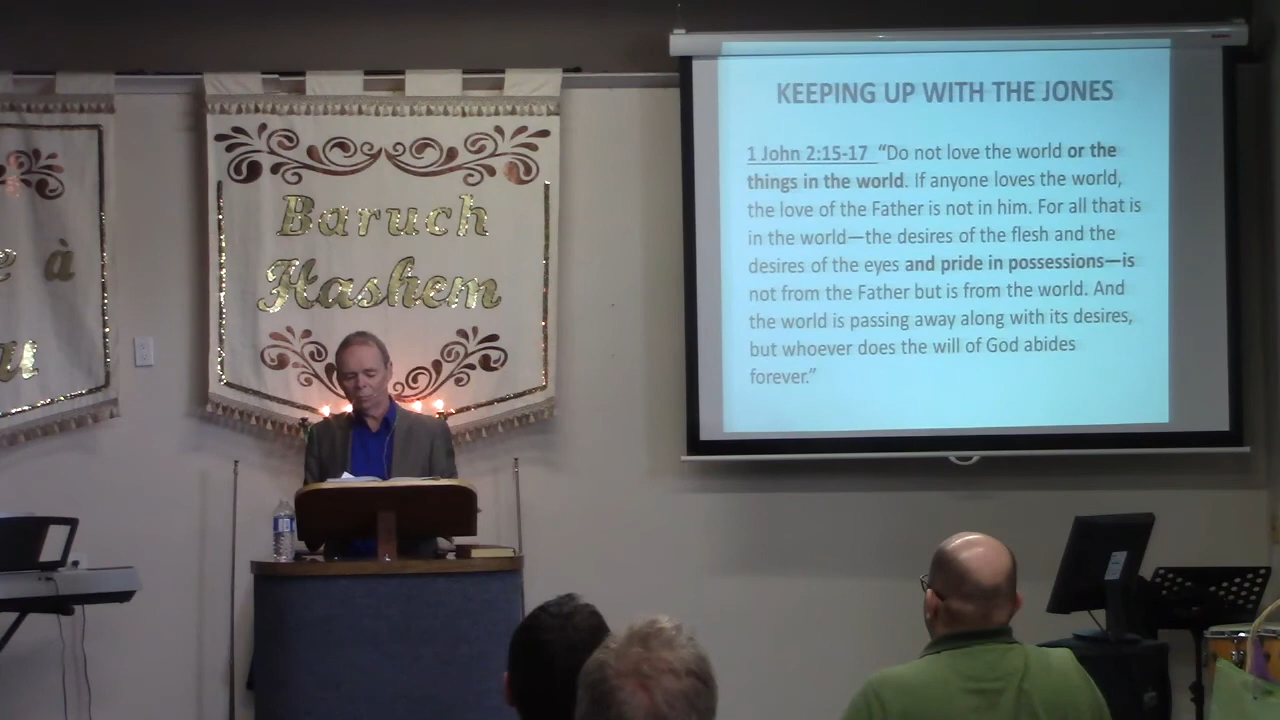 e à
u
Baruch
Hashem
KEEPING UP WITH THE JONES
1 John 2:15-17 “Do not love the world or the
things in the world. If anyone loves the world,
the love of the Father is not in him. For all that is
in the world—the desires of the flesh and the
desires of the eyes and pride in possessions—is
not from the Father but is from the world. And
the world is passing away along with its desires,
but whoever does the will of God abides
forever.”